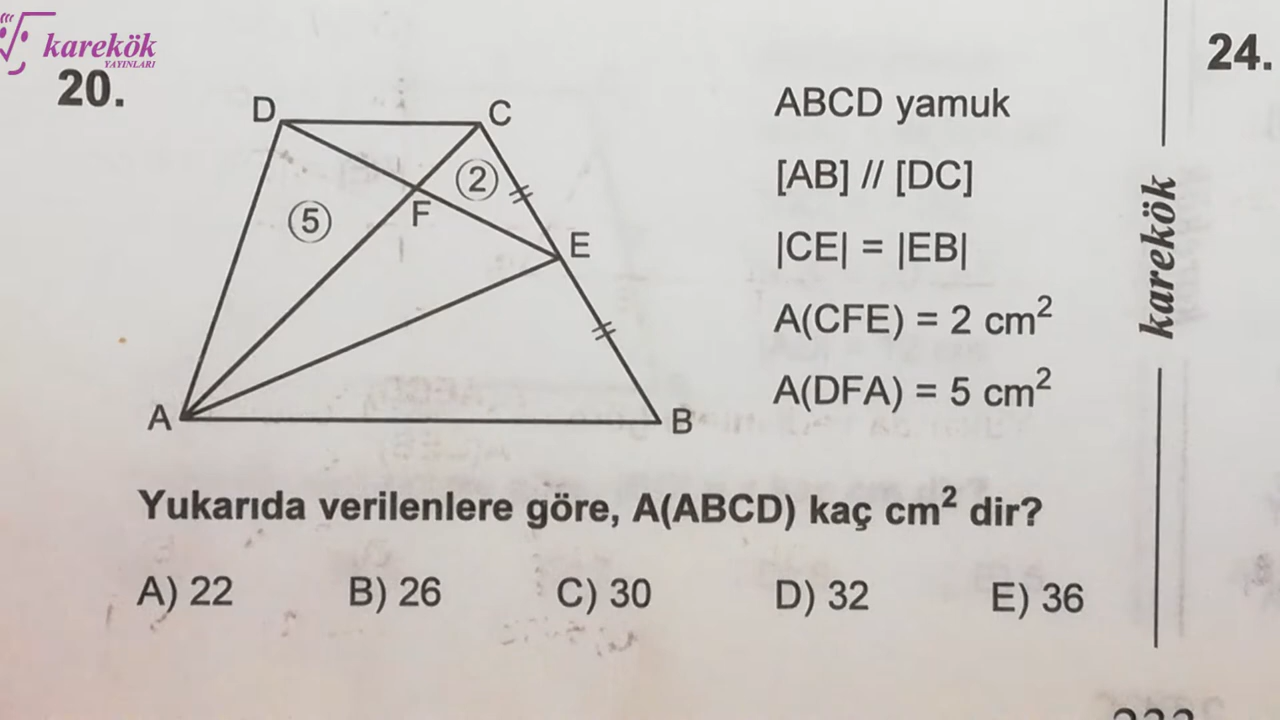 karekök
YAYINLARI
20.
24.
D
C
2
5
F
E
A
B
ABCD yamuk
[AB] // [DC]
|CE| = |EB|
A(CFE) = 2 cm²
A(DFA) = 5 cm²
karekök
Yukarıda verilenlere göre, A(ABCD) kaç cm² dir?
A) 22 B) 26 C) 30 D) 32 E) 36